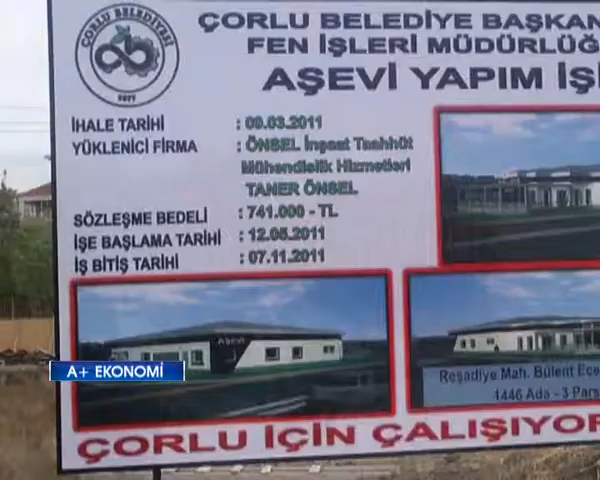 ÇORLU BELEDİYE BAŞKAN
FEN İŞLERİ MÜDÜRLÜĞ
AŞEVİ YAPIM İŞİ
ÇORLU BELEDİYESİ
İHALE TARİHİ : 09.03.2011
YÜKLENİCİ FİRMA : ÖNSEL İnşaat Taahhüt
Mühendislik Hizmetleri
TANER ÖNSEL
SÖZLEŞME BEDELİ : 741.000 - TL
İŞE BAŞLAMA TARİHİ : 12.05.2011
İŞ BİTİŞ TARİHİ : 07.11.2011
AŞEVİ
A+ EKONOMİ
Reşadiye Mah. Bülent Ece
1446 Ada - 3 Pars
ÇORLU İÇİN ÇALIŞIYOR